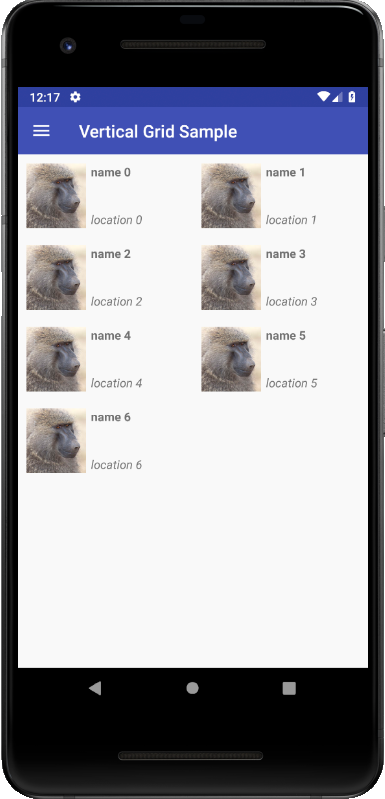 12:17
Vertical Grid Sample
name 0
location 0
name 1
location 1
name 2
location 2
name 3
location 3
name 4
location 4
name 5
location 5
name 6
location 6